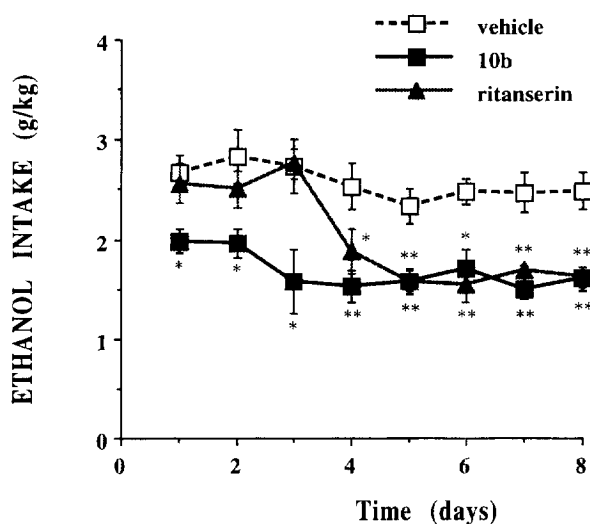 vehicle
10b
ritanserin
ETHANOL INTAKE (g/kg)
4
3
2
1
0
* ** * ** **
* * * ** ** ** ** **
0 2 4 6 8
Time (days)